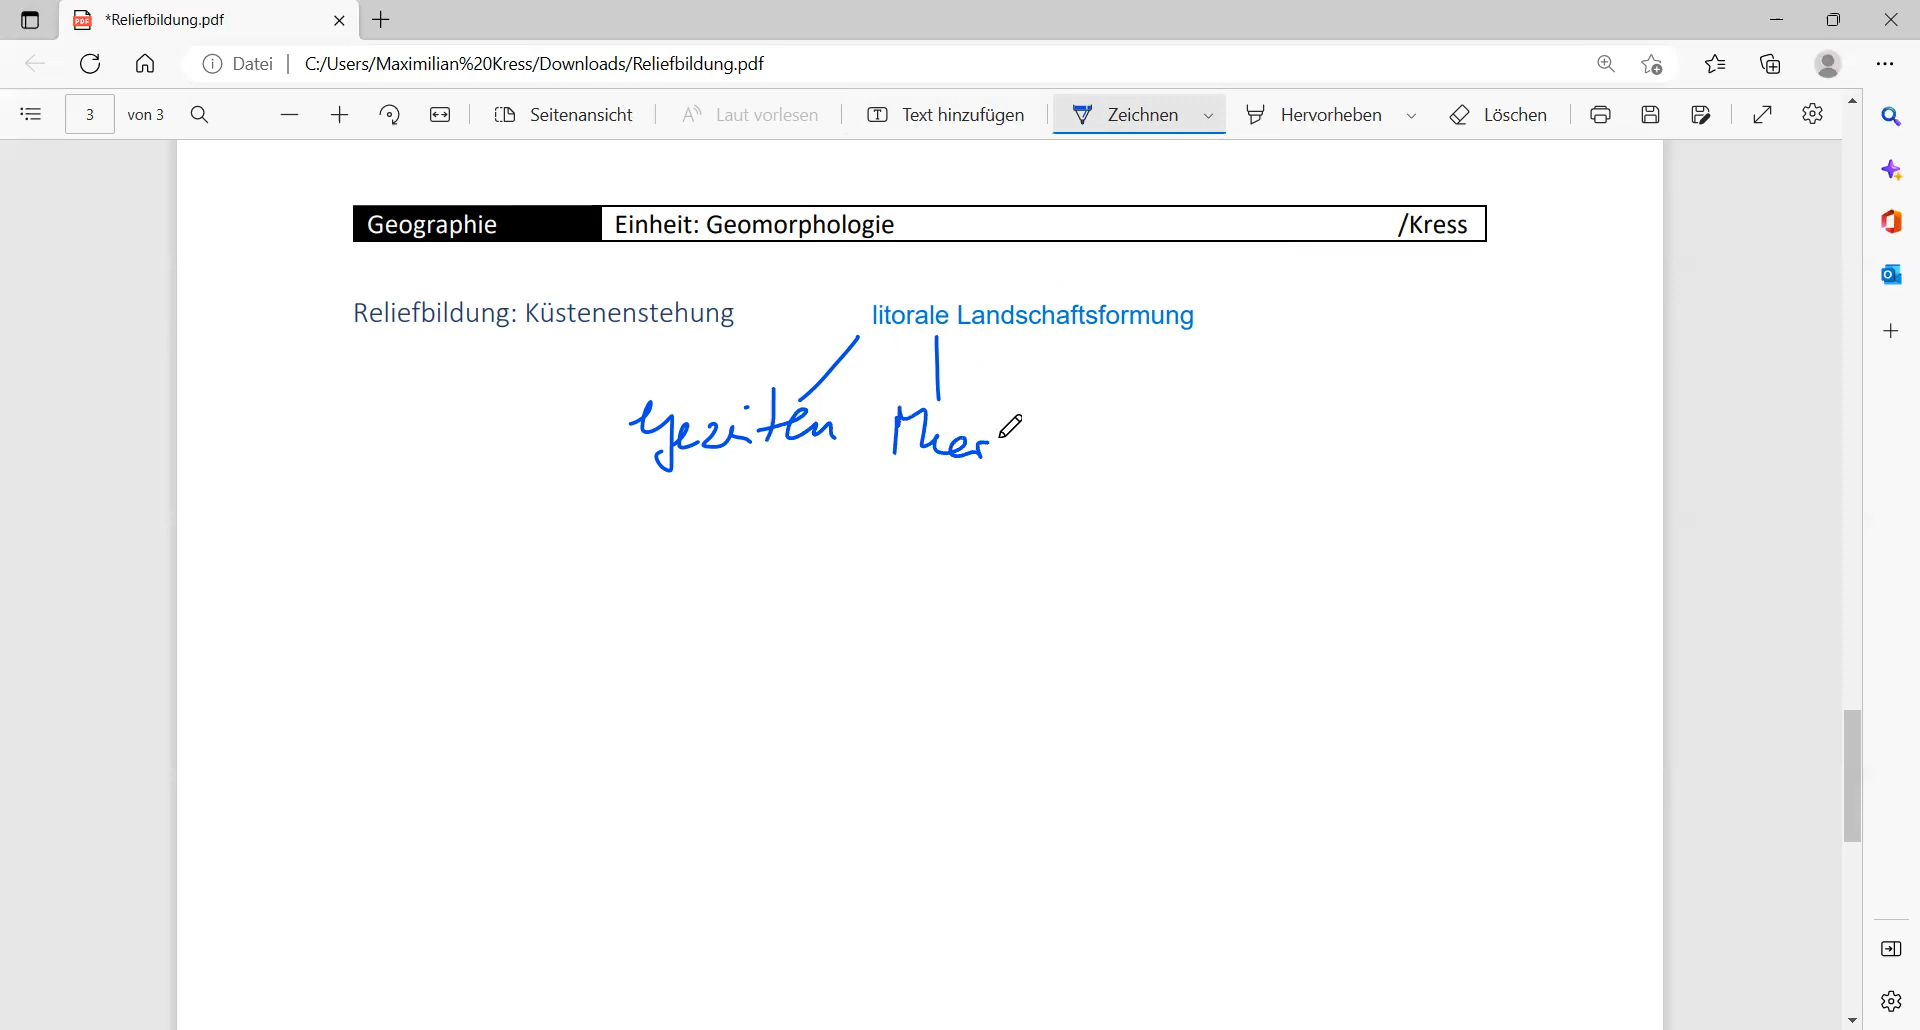 *Reliefbildung.pdf
Datei | C:/Users/Maximilian%20Kress/Downloads/Reliefbildung.pdf
3 von 3 Seitenansicht Laut vorlesen Text hinzufügen Zeichnen Hervorheben Löschen
Geographie Einheit: Geomorphologie /Kress
Reliefbildung: Küstenenstehung litorale Landschaftsformung
Gezeiten Meer